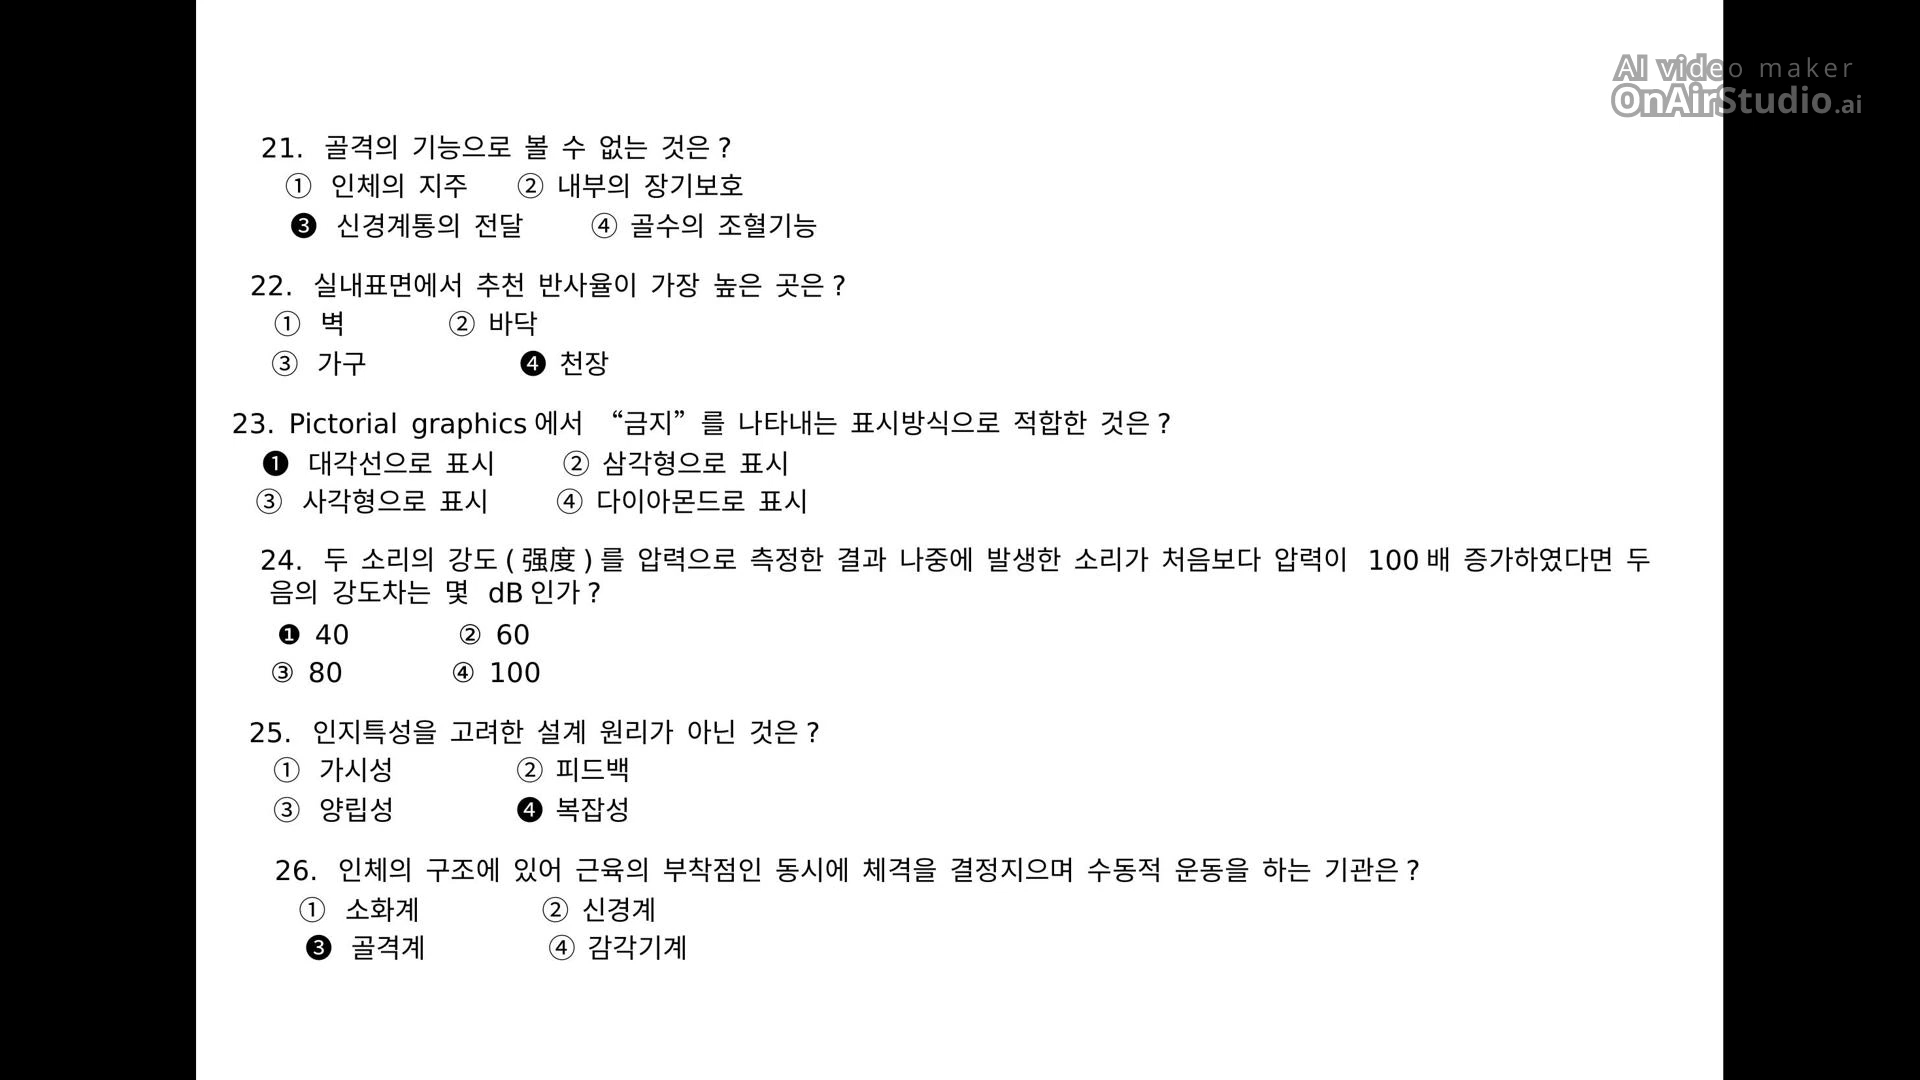 AI video maker
OnAirStudio.ai
21. 골격의 기능으로 볼 수 없는 것은?
① 인체의 지주 ② 내부의 장기보호
❸ 신경계통의 전달 ④ 골수의 조혈기능
22. 실내표면에서 추천 반사율이 가장 높은 곳은?
① 벽 ② 바닥
③ 가구 ❹ 천장
23. Pictorial graphics에서 “금지”를 나타내는 표시방식으로 적합한 것은?
❶ 대각선으로 표시 ② 삼각형으로 표시
③ 사각형으로 표시 ④ 다이아몬드로 표시
24. 두 소리의 강도(强度)를 압력으로 측정한 결과 나중에 발생한 소리가 처음보다 압력이 100배 증가하였다면 두
음의 강도차는 몇 dB인가?
❶ 40 ② 60
③ 80 ④ 100
25. 인지특성을 고려한 설계 원리가 아닌 것은?
① 가시성 ② 피드백
③ 양립성 ❹ 복잡성
26. 인체의 구조에 있어 근육의 부착점인 동시에 체격을 결정지으며 수동적 운동을 하는 기관은?
① 소화계 ② 신경계
❸ 골격계 ④ 감각기계